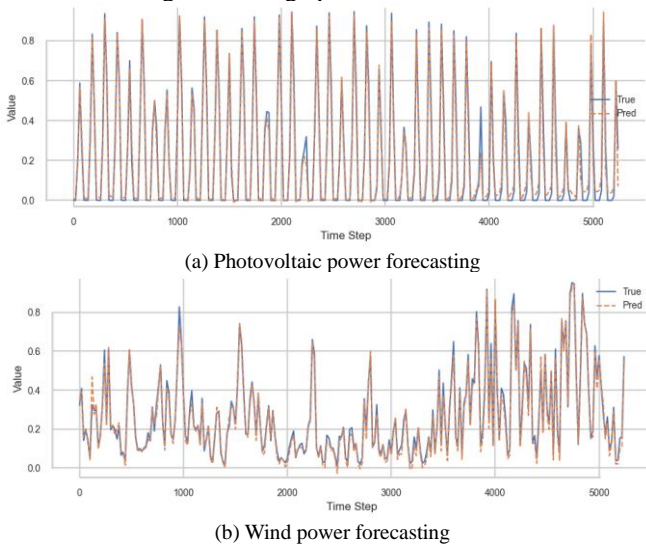 0.8
0.6
0.4
0.2
0.0
Value
True
Pred
0 1000 2000 3000 4000 5000
Time Step
(a) Photovoltaic power forecasting
True
Pred
0.8
0.6
0.4
0.2
0.0
Value
0 1000 2000 3000 4000 5000
Time Step
(b) Wind power forecasting